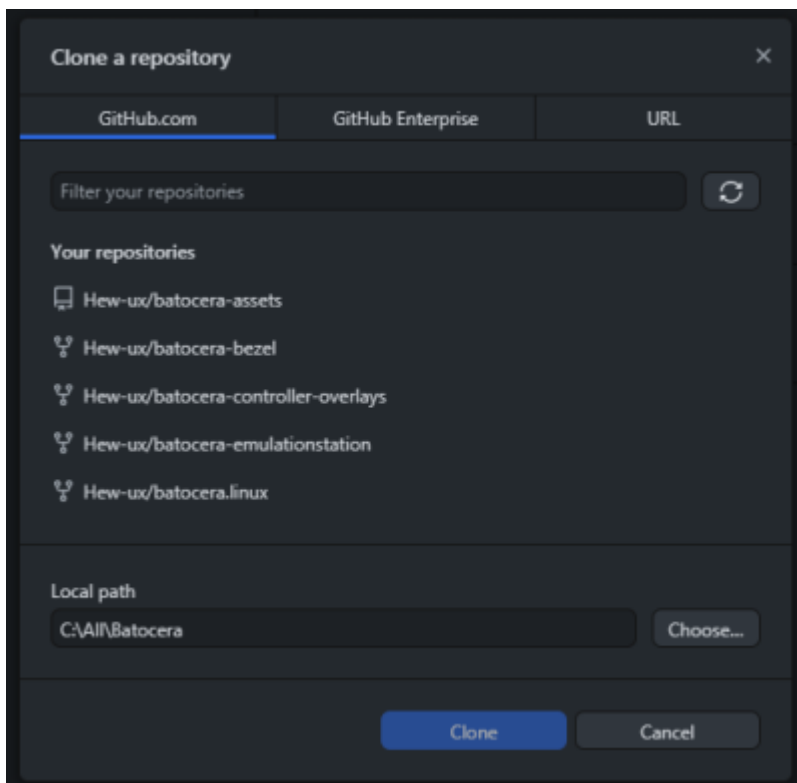 Clone a repository
GitHub.com
GitHub Enterprise
URL
Filter your repositories
Your repositories
Hew-ux/batocera-assets
Hew-ux/batocera-bezel
Hew-ux/batocera-controller-overlays
Hew-ux/batocera-emulationstation
Hew-ux/batocera.linux
Local path
C:\All\Batocera
Choose...
Clone
Cancel